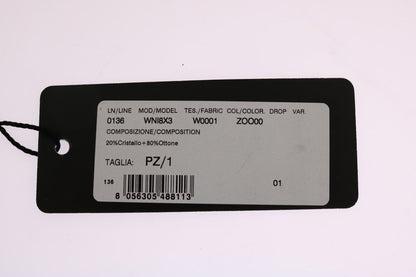 LN/LINE MOD/MODEL TES./FABRIC COL/COLOR DROP VAR.
0136 WNI8X3 W0001 ZOO00
COMPOSIZIONE/COMPOSITION
20%Cristallo+80%Ottone
TAGLIA: PZ/1
136 01
8 056305 488113